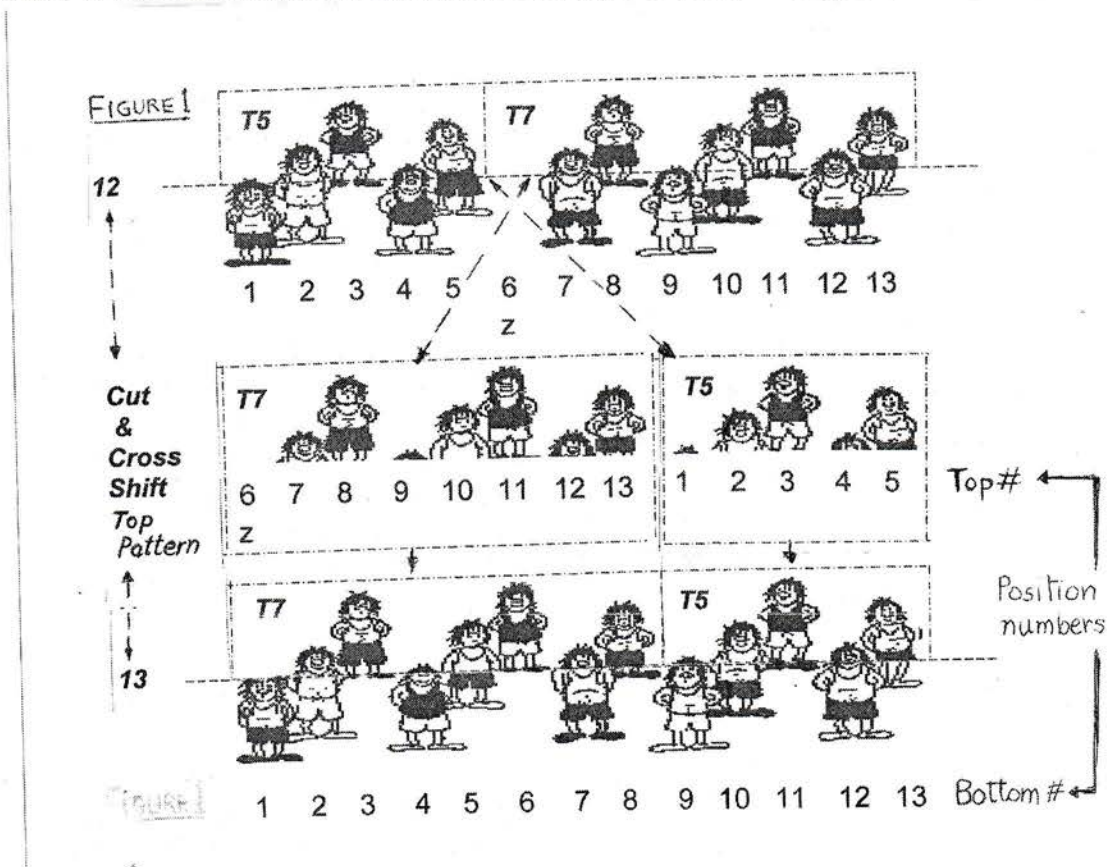 FIGURE 1
T5 T7
12
1 2 3 4 5 6 7 8 9 10 11 12 13
z
Cut
&
Cross
Shift
Top
Pattern
T7 T5
6 7 8 9 10 11 12 13 1 2 3 4 5 Top #
z
Position
numbers
T7 T5
13
FIGURE 1
1 2 3 4 5 6 7 8 9 10 11 12 13 Bottom #